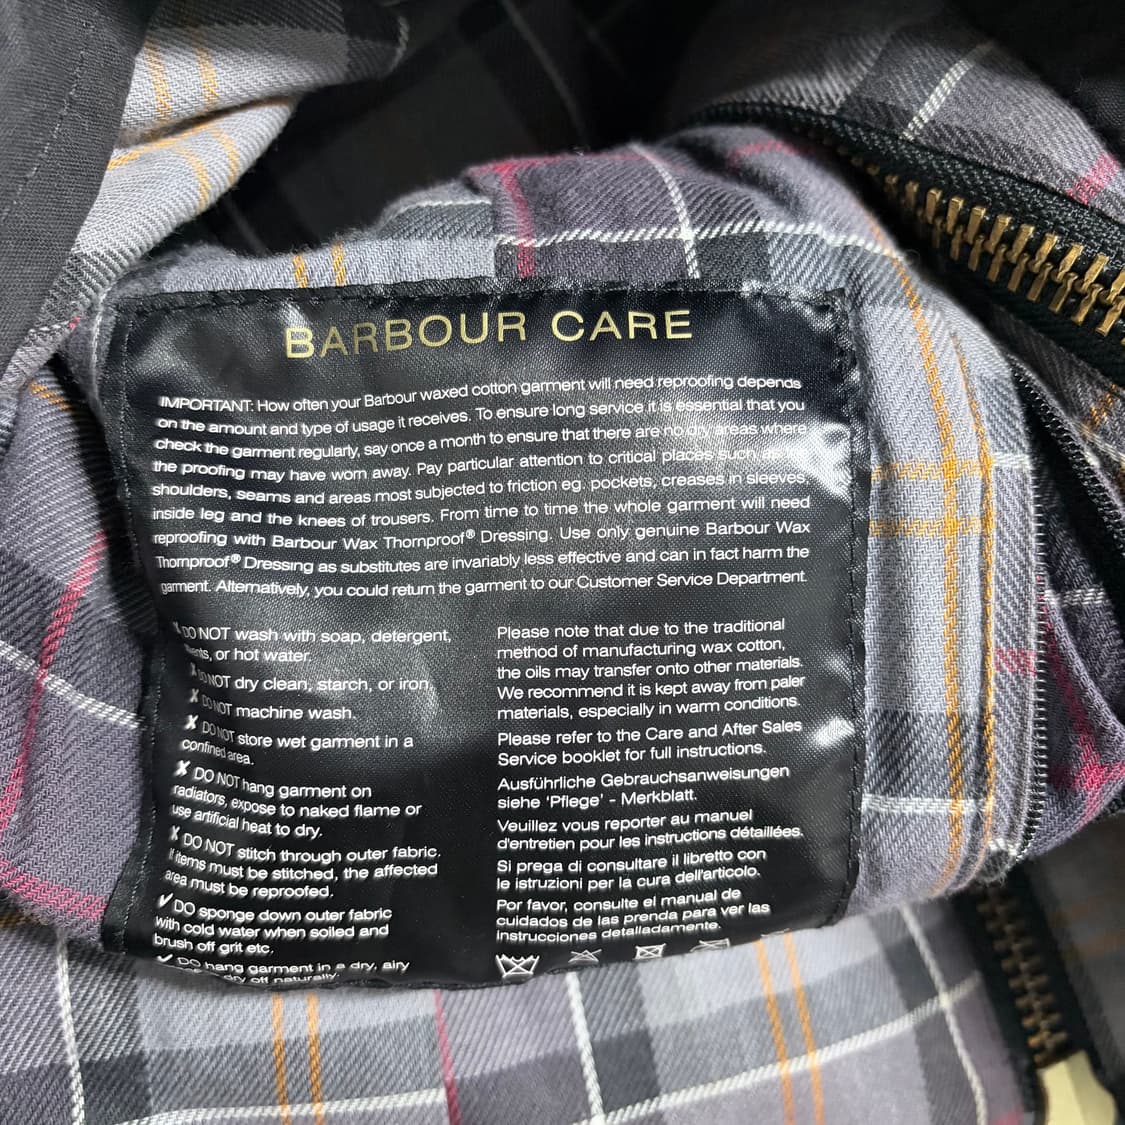 BARBOUR CARE
IMPORTANT: How often your Barbour waxed cotton garment will need reproofing depends
on the amount and type of usage it receives. To ensure long service it is essential that you
check the garment regularly, say once a month to ensure that there are no dry areas where
the proofing may have worn away. Pay particular attention to critical places such as
shoulders, seams and areas most subjected to friction eg. pockets, creases in sleeves,
inside leg and the knees of trousers. From time to time the whole garment will need
reproofing with Barbour Wax Thornproof® Dressing. Use only genuine Barbour Wax
Thornproof® Dressing as substitutes are invariably less effective and can in fact harm the
garment. Alternatively, you could return the garment to our Customer Service Department.
✗ DO NOT wash with soap, detergent,
or hot water.
✗ DO NOT dry clean, starch, or iron.
✗ DO NOT machine wash.
✗ DO NOT store wet garment in a
confined area.
✗ DO NOT hang garment on
radiators, expose to naked flame or
use artificial heat to dry.
✗ DO NOT stitch through outer fabric.
If items must be stitched, the affected
area must be reproofed.
✓ DO sponge down outer fabric
with cold water when soiled and
brush off grit etc.
✓ DO hang garment in a dry, airy
dry off naturally.
Please note that due to the traditional
method of manufacturing wax cotton,
the oils may transfer onto other materials.
We recommend it is kept away from paler
materials, especially in warm conditions.
Please refer to the Care and After Sales
Service booklet for full instructions.
Ausführliche Gebrauchsanweisungen
siehe 'Pflege' - Merkblatt.
Veuillez vous reporter au manuel
d'entretien pour les instructions détaillées.
Si prega di consultare il libretto con
le istruzioni per la cura dell'articolo.
Por favor, consulte el manual de
cuidados de las prenda para ver las
instrucciones detalladamente.